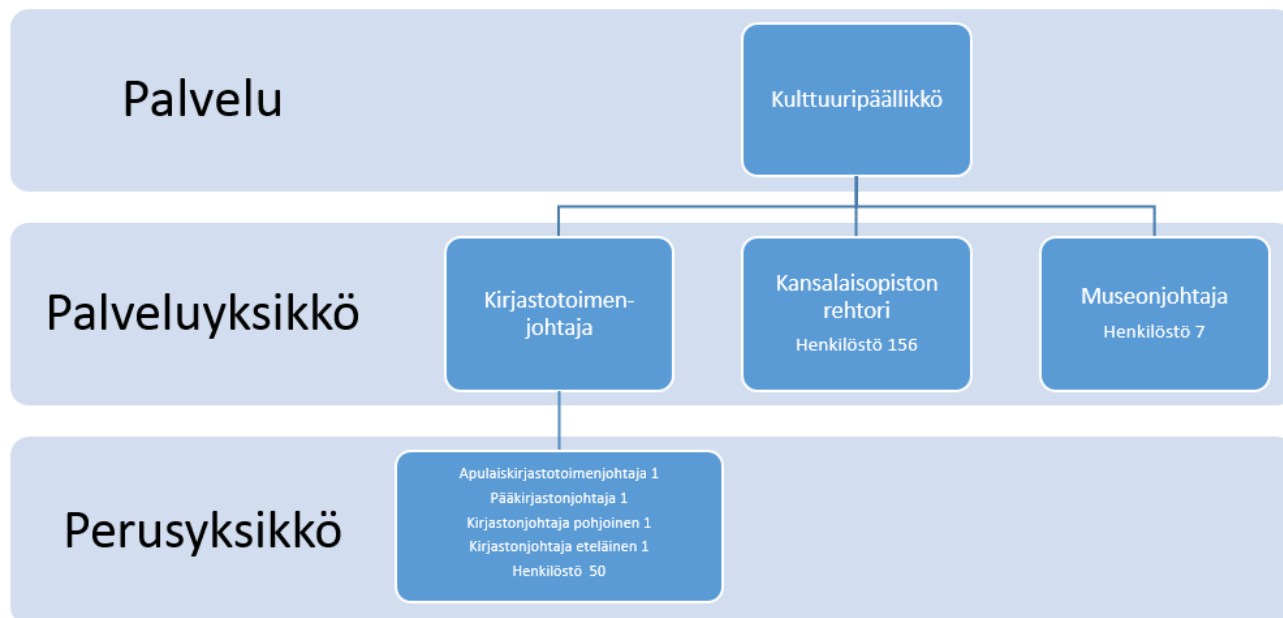 Palvelu
Kulttuuripäällikkö
Palveluyksikkö
Kirjastotoimen-
johtaja
Kansalaisopiston
rehtori
Henkilöstö 156
Museonjohtaja
Henkilöstö 7
Perusyksikkö
Apulaiskirjastotoimenjohtaja 1
Pääkirjastonjohtaja 1
Kirjastonjohtaja pohjoinen 1
Kirjastonjohtaja eteläinen 1
Henkilöstö 50